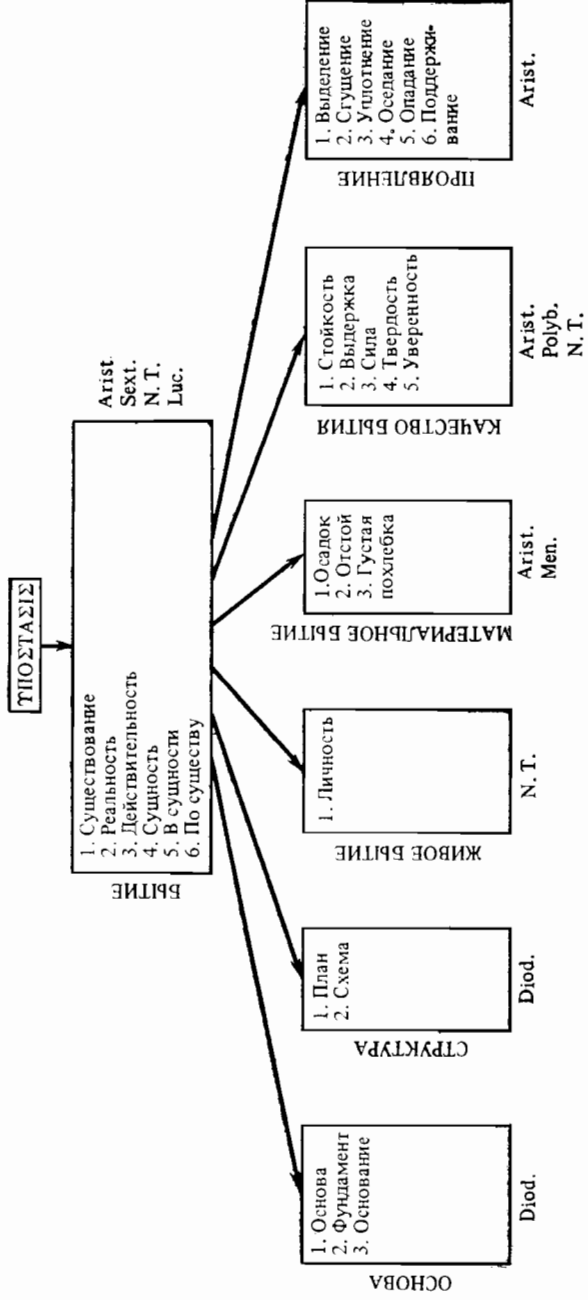 ΥΠΟΣΤΑΣΙΣ
БЫТИЕ
1. Существование
2. Реальность
3. Действительность
4. Сущность
5. В сущности
6. По существу
Arist.
Sext.
N. T.
Luc.
ОСНОВА
1. Основа
2. Фундамент
3. Основание
Diod.
СТРУКТУРА
1. План
2. Схема
Diod.
ЖИВОЕ БЫТИЕ
1. Личность
N. T.
МАТЕРИАЛЬНОЕ БЫТИЕ
1.Осадок
2. Отстой
3. Густая
похлебка
Arist.
Men.
КАЧЕСТВО БЫТИЯ
1. Стойкость
2. Выдержка
3. Сила
4. Твердость
5. Уверенность
Arist.
Polyb.
N. T.
ПРОЯВЛЕНИЕ
1. Выделение
2. Сгущение
3. Уплотнение
4. Оседание
5. Опадание
6. Поддержи-
вание
Arist.